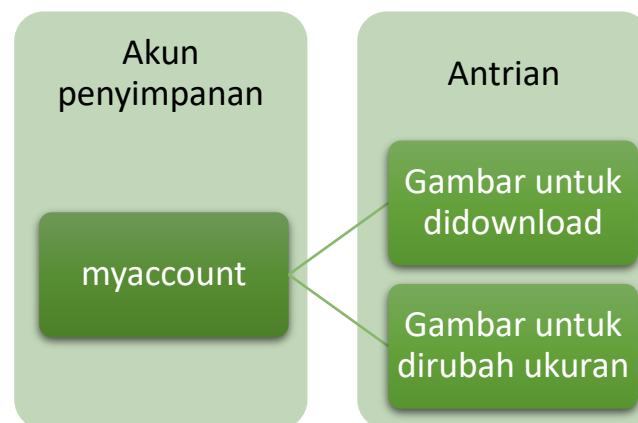 Akun
penyimpanan
myaccount
Antrian
Gambar untuk
didownload
Gambar untuk
dirubah ukuran